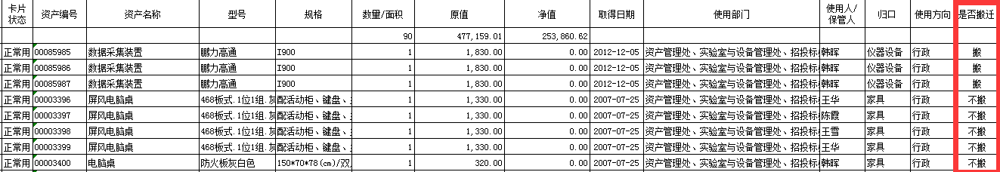 卡片状态 资产编号 资产名称 型号 规格 数量/面积 原值 净值 取得日期 使用部门 使用人/保管人 归口 使用方向 是否搬迁
90 477,159.01 253,860.62
正常用 00085985 数据采集装置 鹏力高通 I900 1 1,830.00 0.00 2012-12-05 资产管理处、实验室与设备管理处、招投标 韩晖 仪器设备 行政 搬
正常用 00085986 数据采集装置 鹏力高通 I900 1 1,830.00 0.00 2012-12-05 资产管理处、实验室与设备管理处、招投标 韩晖 仪器设备 行政 搬
正常用 00085987 数据采集装置 鹏力高通 I900 1 1,830.00 0.00 2012-12-05 资产管理处、实验室与设备管理处、招投标 韩晖 仪器设备 行政 搬
正常用 00003396 屏风电脑桌 468板式.1位1组.灰 配活动柜、键盘、 1 1,330.00 0.00 2007-07-25 资产管理处、实验室与设备管理处、招投标 王华 家具 行政 不搬
正常用 00003397 屏风电脑桌 468板式.1位1组.灰 配活动柜、键盘、 1 1,330.00 0.00 2007-07-25 资产管理处、实验室与设备管理处、招投标 陈霞 家具 行政 不搬
正常用 00003398 屏风电脑桌 468板式.1位1组.灰 配活动柜、键盘、 1 1,330.00 0.00 2007-07-25 资产管理处、实验室与设备管理处、招投标 王雪 家具 行政 不搬
正常用 00003399 屏风电脑桌 468板式.1位1组.灰 配活动柜、键盘、 1 1,330.00 0.00 2007-07-25 资产管理处、实验室与设备管理处、招投标 王华 家具 行政 不搬
正常用 00003400 电脑桌 防火板灰白色 150*70*78(cm)/双 1 320.00 0.00 2007-07-25 资产管理处、实验室与设备管理处、招投标 韩晖 家具 行政 不搬